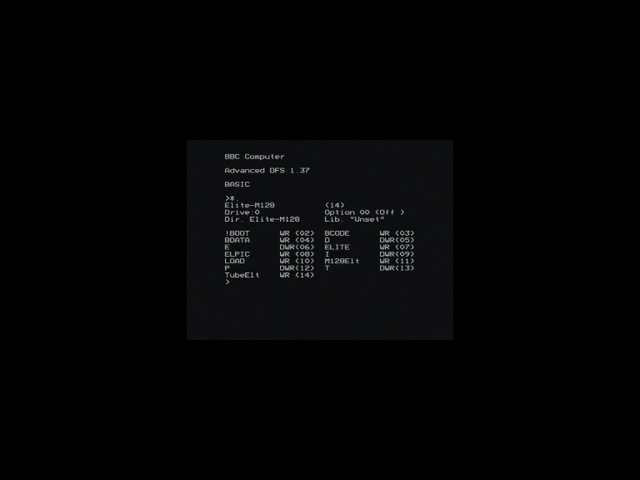 BBC Computer
Advanced DFS 1.37
BASIC
>*.
Elite-M128 (14)
Drive:0 Option 00 (Off )
Dir. Elite-M128 Lib. "Unset"
!BOOT WR (02) BCODE WR (03)
BDATA WR (04) D DWR(05)
E DWR(06) ELITE WR (07)
ELPIC WR (08) I DWR(09)
LOAD WR (10) M128Elt WR (11)
P DWR(12) T DWR(13)
TubeElt WR (14)
>